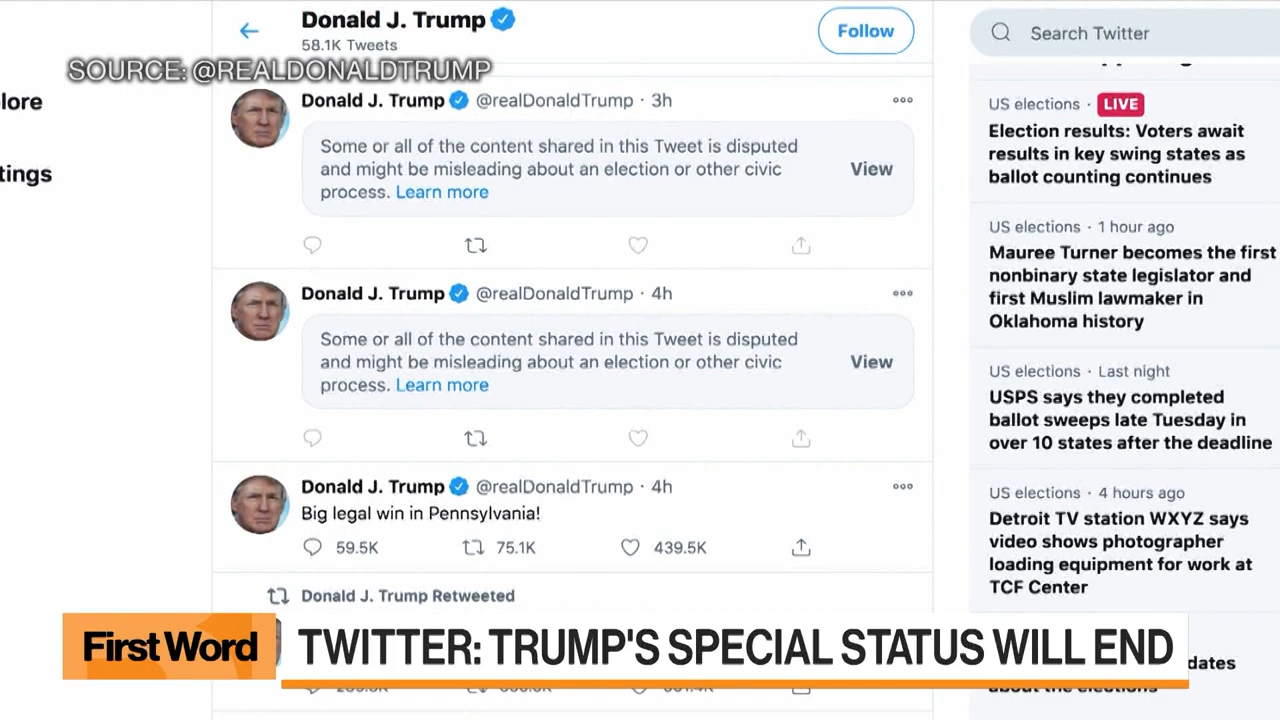 Donald J. Trump
58.1K Tweets
Follow
Search Twitter
SOURCE: @REALDONALDTRUMP
lore
tings
Donald J. Trump @realDonaldTrump · 3h
Some or all of the content shared in this Tweet is disputed
and might be misleading about an election or other civic
process. Learn more
View
Donald J. Trump @realDonaldTrump · 4h
Some or all of the content shared in this Tweet is disputed
and might be misleading about an election or other civic
process. Learn more
View
Donald J. Trump @realDonaldTrump · 4h
Big legal win in Pennsylvania!
59.5K 75.1K 439.5K
Donald J. Trump Retweeted
US elections · LIVE
Election results: Voters await
results in key swing states as
ballot counting continues
US elections · 1 hour ago
Mauree Turner becomes the first
nonbinary state legislator and
first Muslim lawmaker in
Oklahoma history
US elections · Last night
USPS says they completed
ballot sweeps late Tuesday in
over 10 states after the deadline
US elections · 4 hours ago
Detroit TV station WXYZ says
video shows photographer
loading equipment for work at
TCF Center
dates
about the elections
First Word
TWITTER: TRUMP'S SPECIAL STATUS WILL END